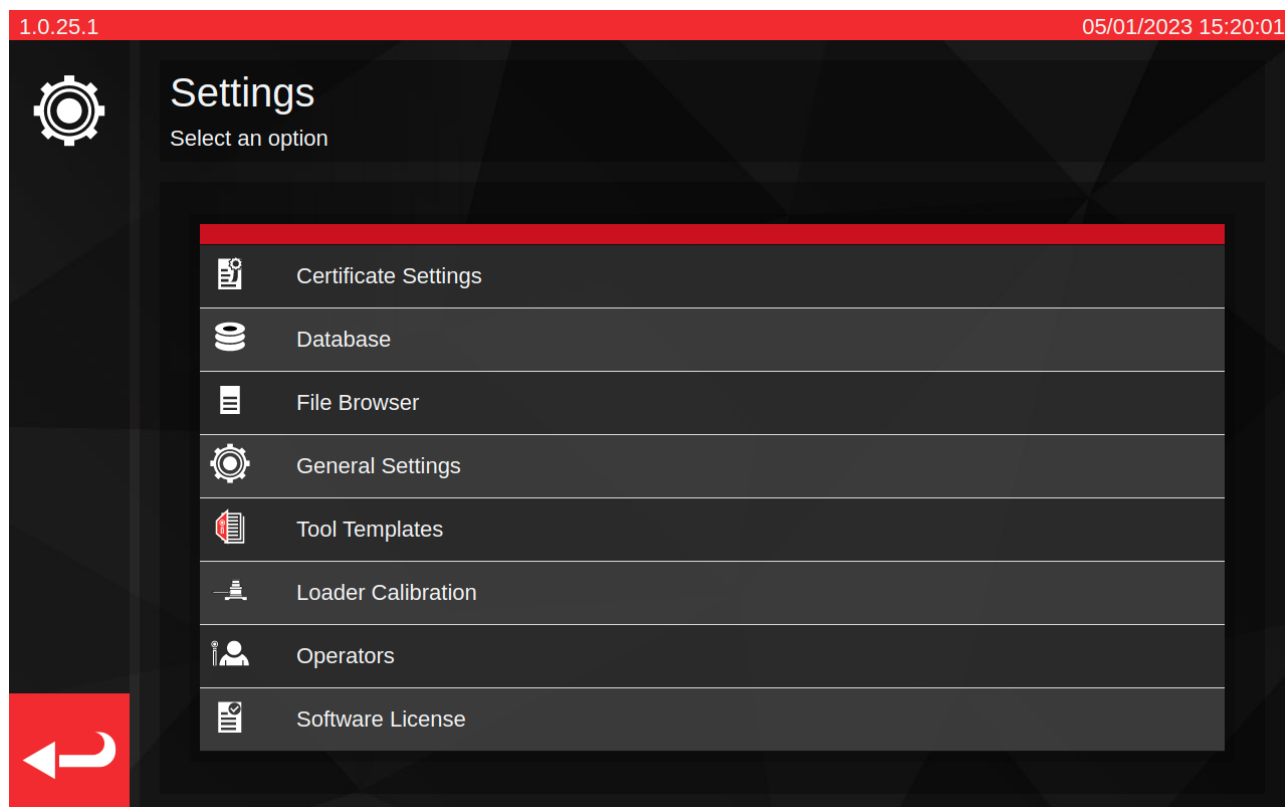 1.0.25.1
05/01/2023 15:20:01
Settings
Select an option
Certificate Settings
Database
File Browser
General Settings
Tool Templates
Loader Calibration
Operators
Software License